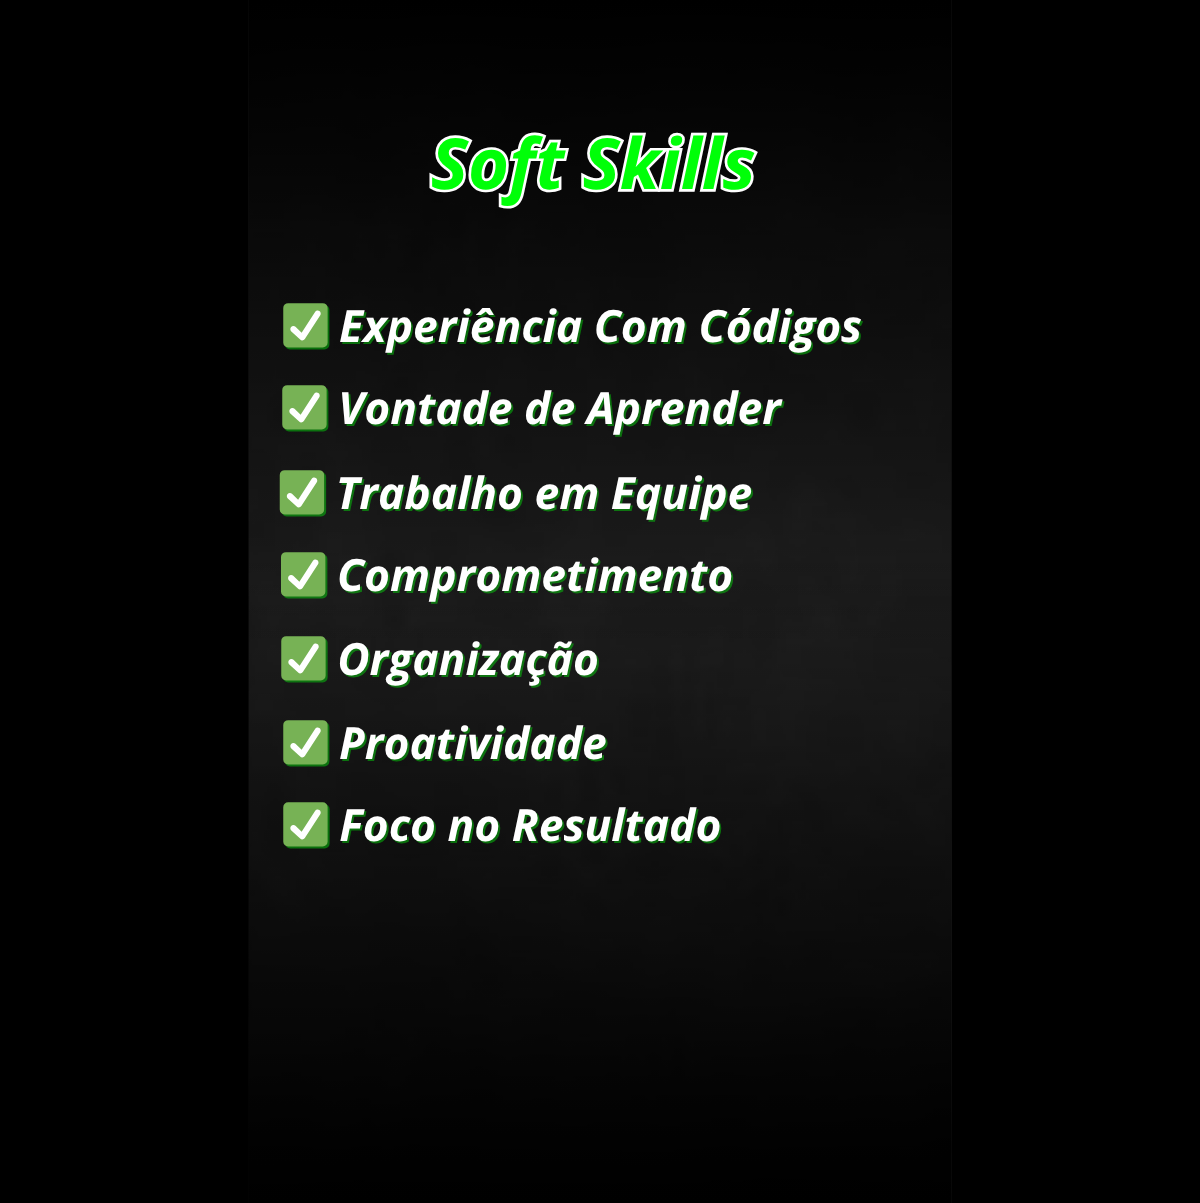 Soft Skills
✅ Experiência Com Códigos
✅ Vontade de Aprender
✅ Trabalho em Equipe
✅ Comprometimento
✅ Organização
✅ Proatividade
✅ Foco no Resultado